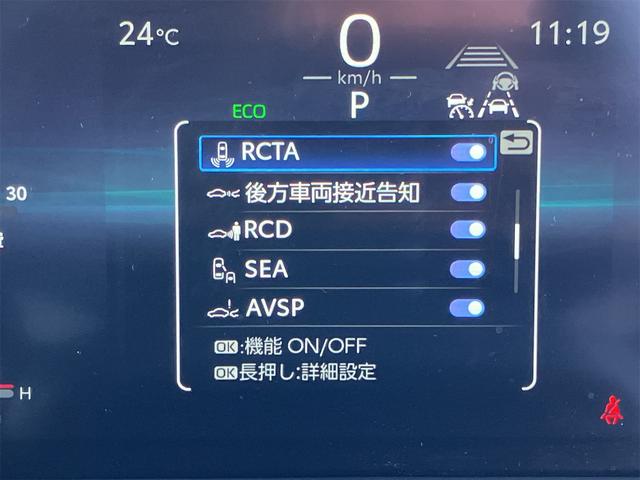 24°C
0
11:19
km/h
ECO
P
RCTA
後方車両接近告知
30
RCD
SEA
AVSP
OK:機能 ON/OFF
OK長押し:詳細設定
H